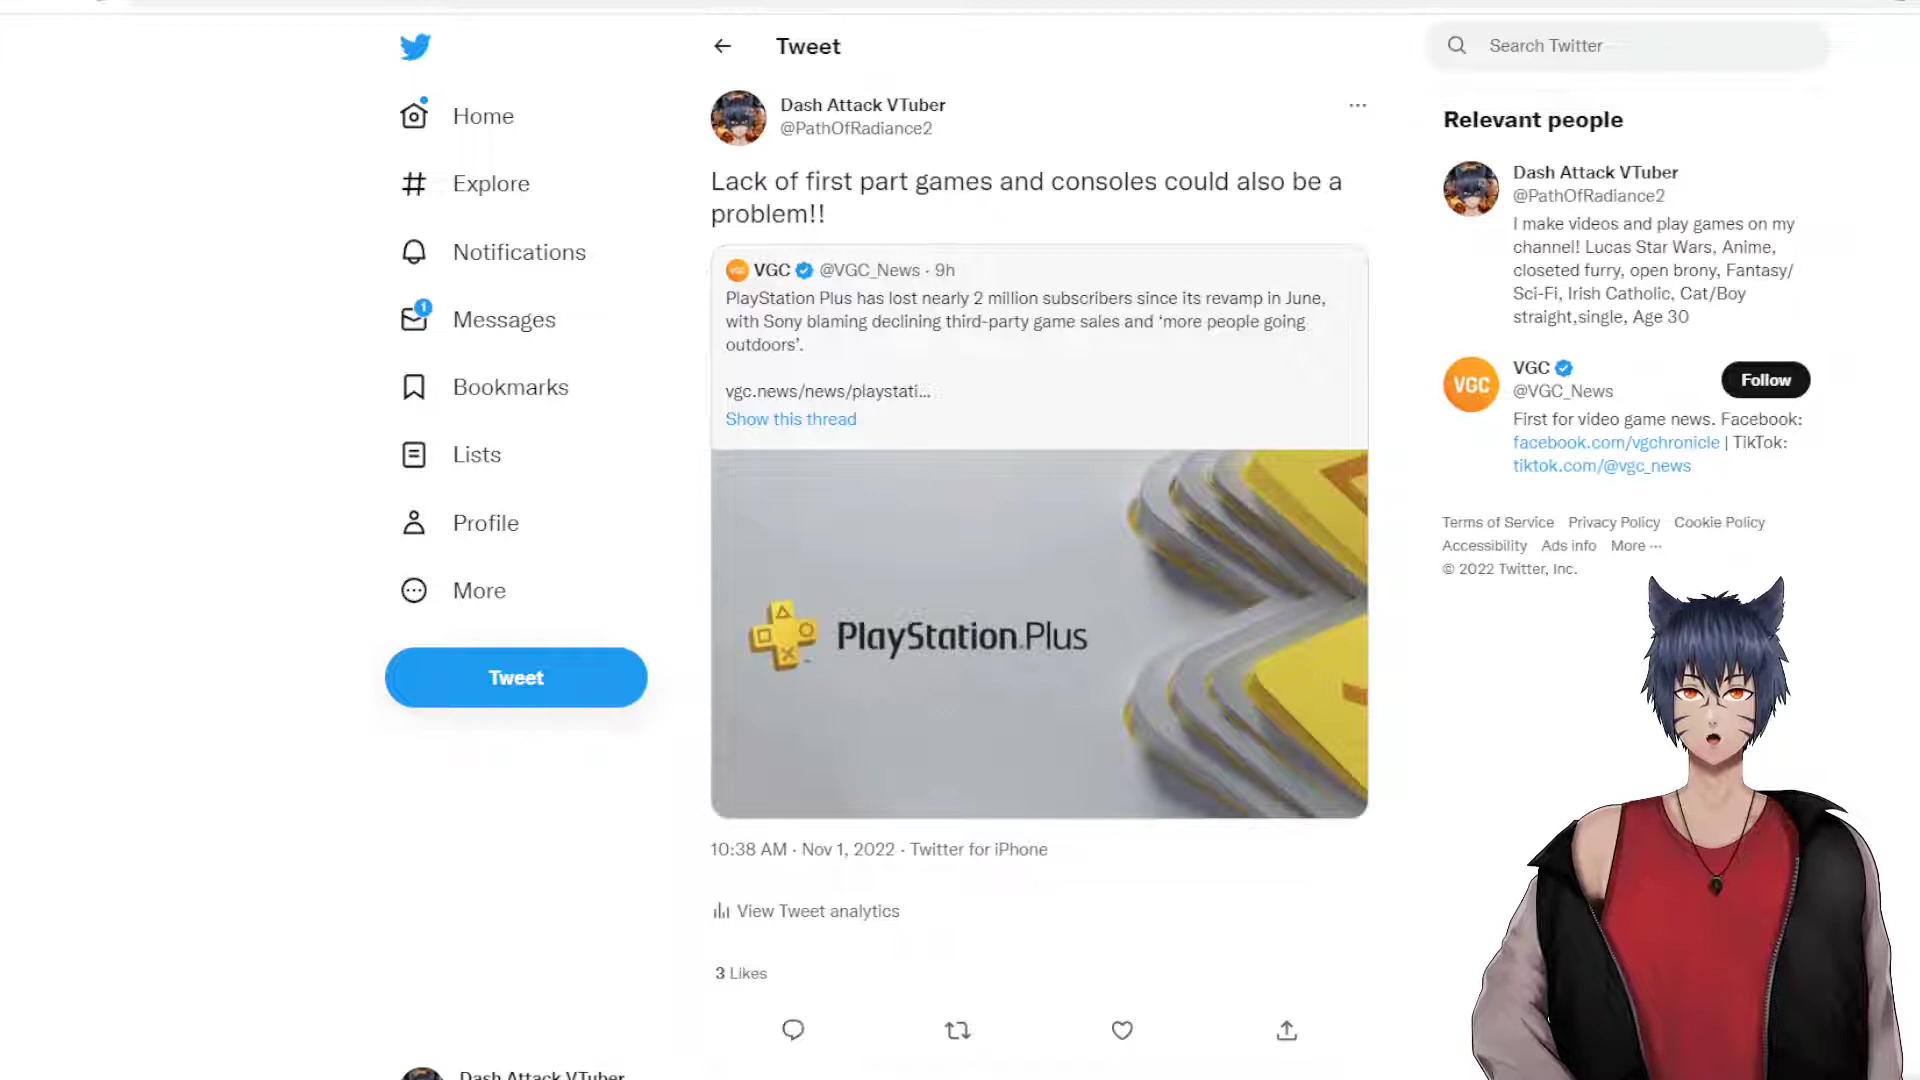 Home
Explore
Notifications
1
Messages
Bookmarks
Lists
Profile
More
Tweet
Dash Attack VTuber
Tweet
Dash Attack VTuber
@PathOfRadiance2
Lack of first part games and consoles could also be a
problem!!
VGC @VGC_News · 9h
PlayStation Plus has lost nearly 2 million subscribers since its revamp in June,
with Sony blaming declining third-party game sales and ‘more people going
outdoors’.
vgc.news/news/playstati...
Show this thread
PlayStation.Plus
10:38 AM · Nov 1, 2022 · Twitter for iPhone
View Tweet analytics
3 Likes
Search Twitter
Relevant people
Dash Attack VTuber
@PathOfRadiance2
I make videos and play games on my
channel! Lucas Star Wars, Anime,
closeted furry, open brony, Fantasy/
Sci-Fi, Irish Catholic, Cat/Boy
straight,single, Age 30
VGC
VGC
@VGC_News
Follow
First for video game news. Facebook:
facebook.com/vgchronicle | TikTok:
tiktok.com/@vgc_news
Terms of Service Privacy Policy Cookie Policy
Accessibility Ads info More ···
© 2022 Twitter, Inc.